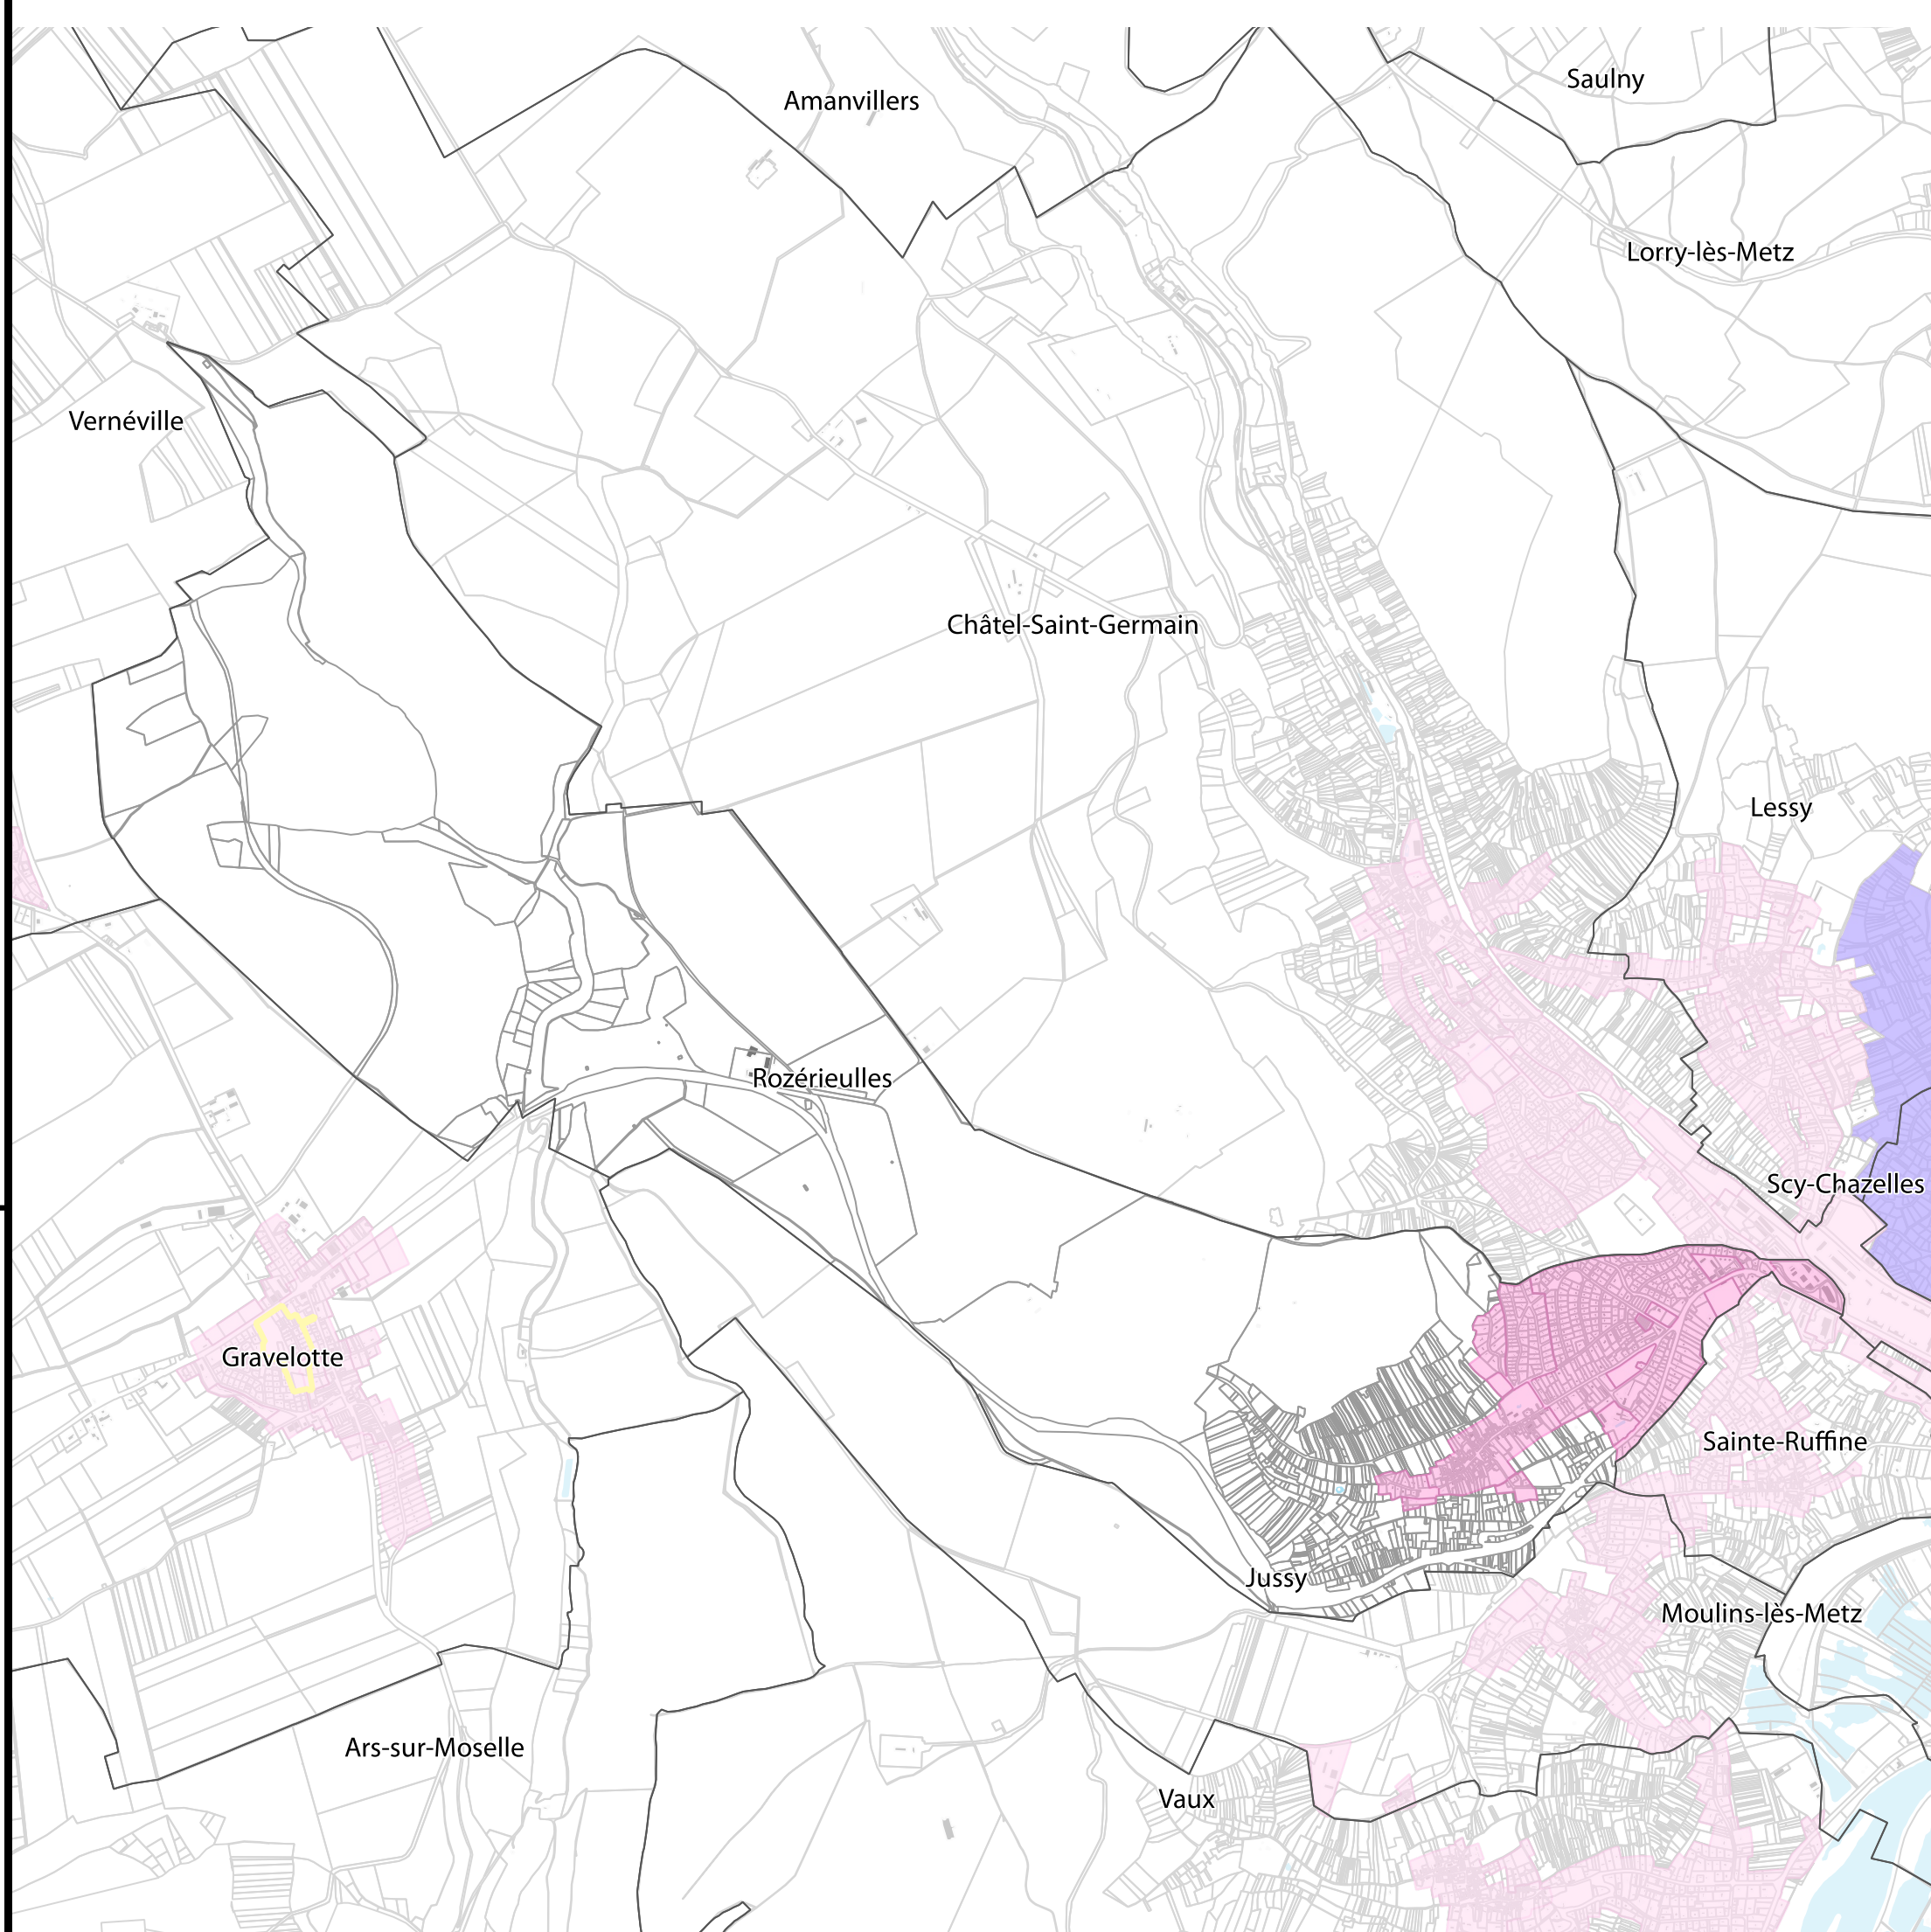 Saulny
Amanvillers
Lorry-lès-Metz
Vernéville
Châtel-Saint-Germain
Lessy
Rozérieulles
Scy-Chazelles
Gravelotte
Sainte-Ruffine
Jussy
Moulins-lès-Metz
Ars-sur-Moselle
Vaux